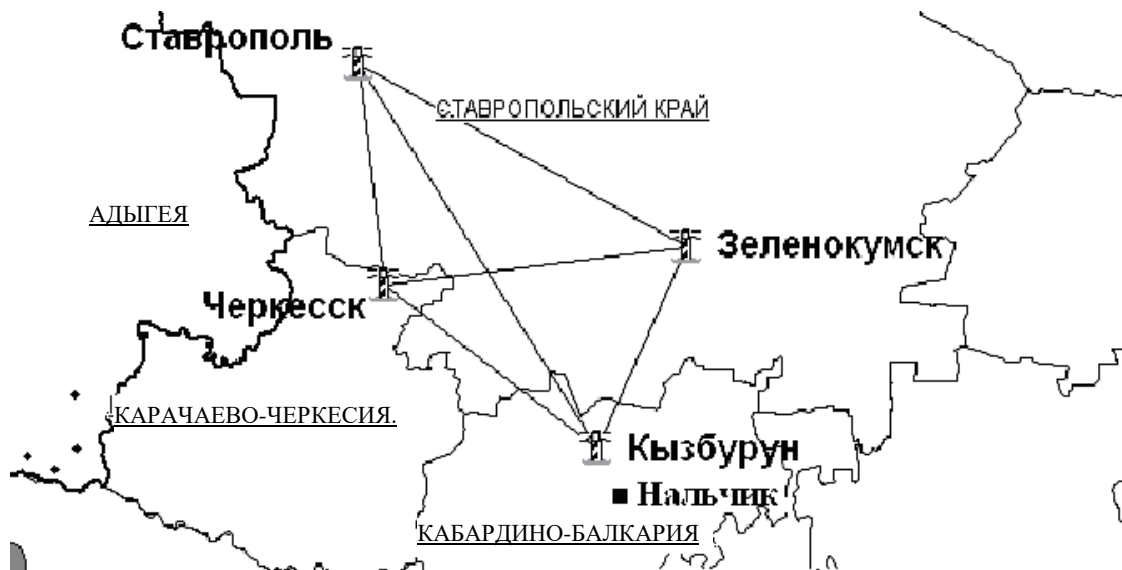 Ставрополь
СТАВРОПОЛЬСКИЙ КРАЙ
АДЫГЕЯ
Зеленокумск
Черкесск
КАРАЧАЕВО-ЧЕРКЕСИЯ.
Кызбурун
Нальчик
КАБАРДИНО-БАЛКАРИЯ